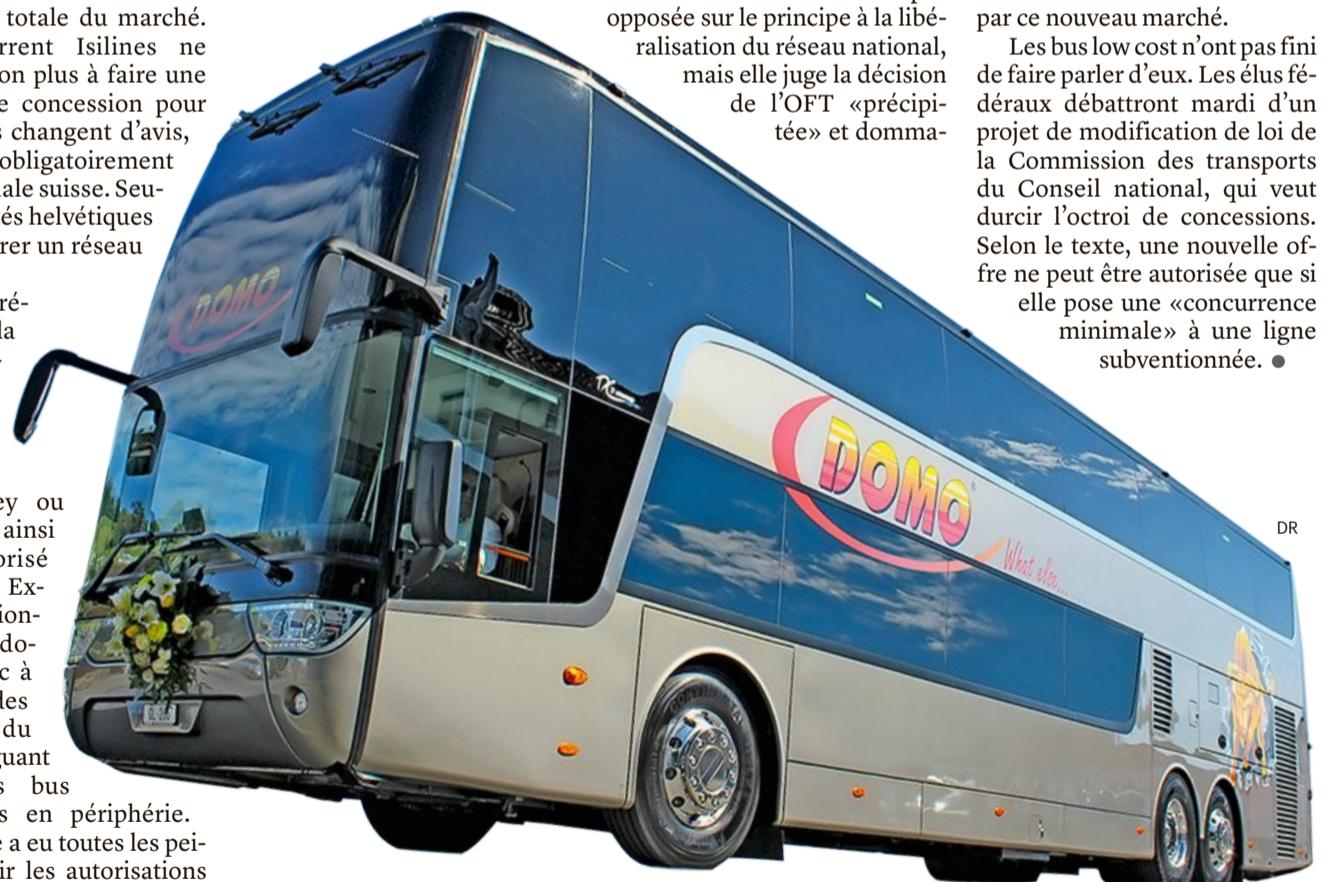 totale du marché.
rrent Isilines ne
on plus à faire une
e concession pour
s changent d'avis,
obligatoirement
ale suisse. Seu-
és helvétiques
rer un réseau
ré-
la
ey ou
ainsi
orisé
Ex-
ion-
do-
c à
des
du
guant
s bus
s en périphérie.
e a eu toutes les pei-
ir les autorisations
opposée sur le principe à la libé-
ralisation du réseau national,
mais elle juge la décision
de l'OFT «précipi-
tée» et domma-
par ce nouveau marché.
Les bus low cost n'ont pas fini
de faire parler d'eux. Les élus fé-
déraux débattront mardi d'un
projet de modification de loi de
la Commission des transports
du Conseil national, qui veut
durcir l'octroi de concessions.
Selon le texte, une nouvelle of-
fre ne peut être autorisée que si
elle pose une «concurrence
minimale» à une ligne
subventionnée.
DOMO
DOMO
What else...
DR